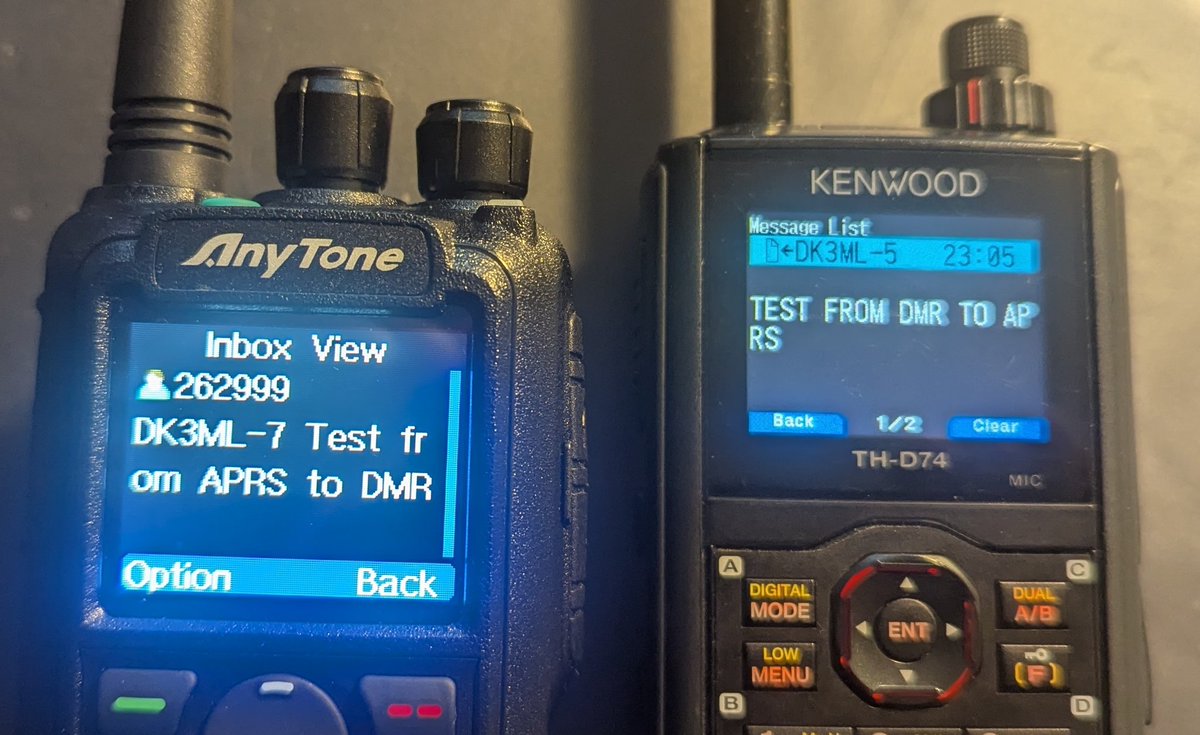 AnyTone
Inbox View
262999
DK3ML-7 Test fr
om APRS to DMR
Option Back
KENWOOD
Message List
←DK3ML-5 23:05
TEST FROM DMR TO AP
RS
Back 1/2 Clear
TH-D74
MIC
A C
DIGITAL DUAL
MODE A/B
ENT
LOW
MENU F
B D